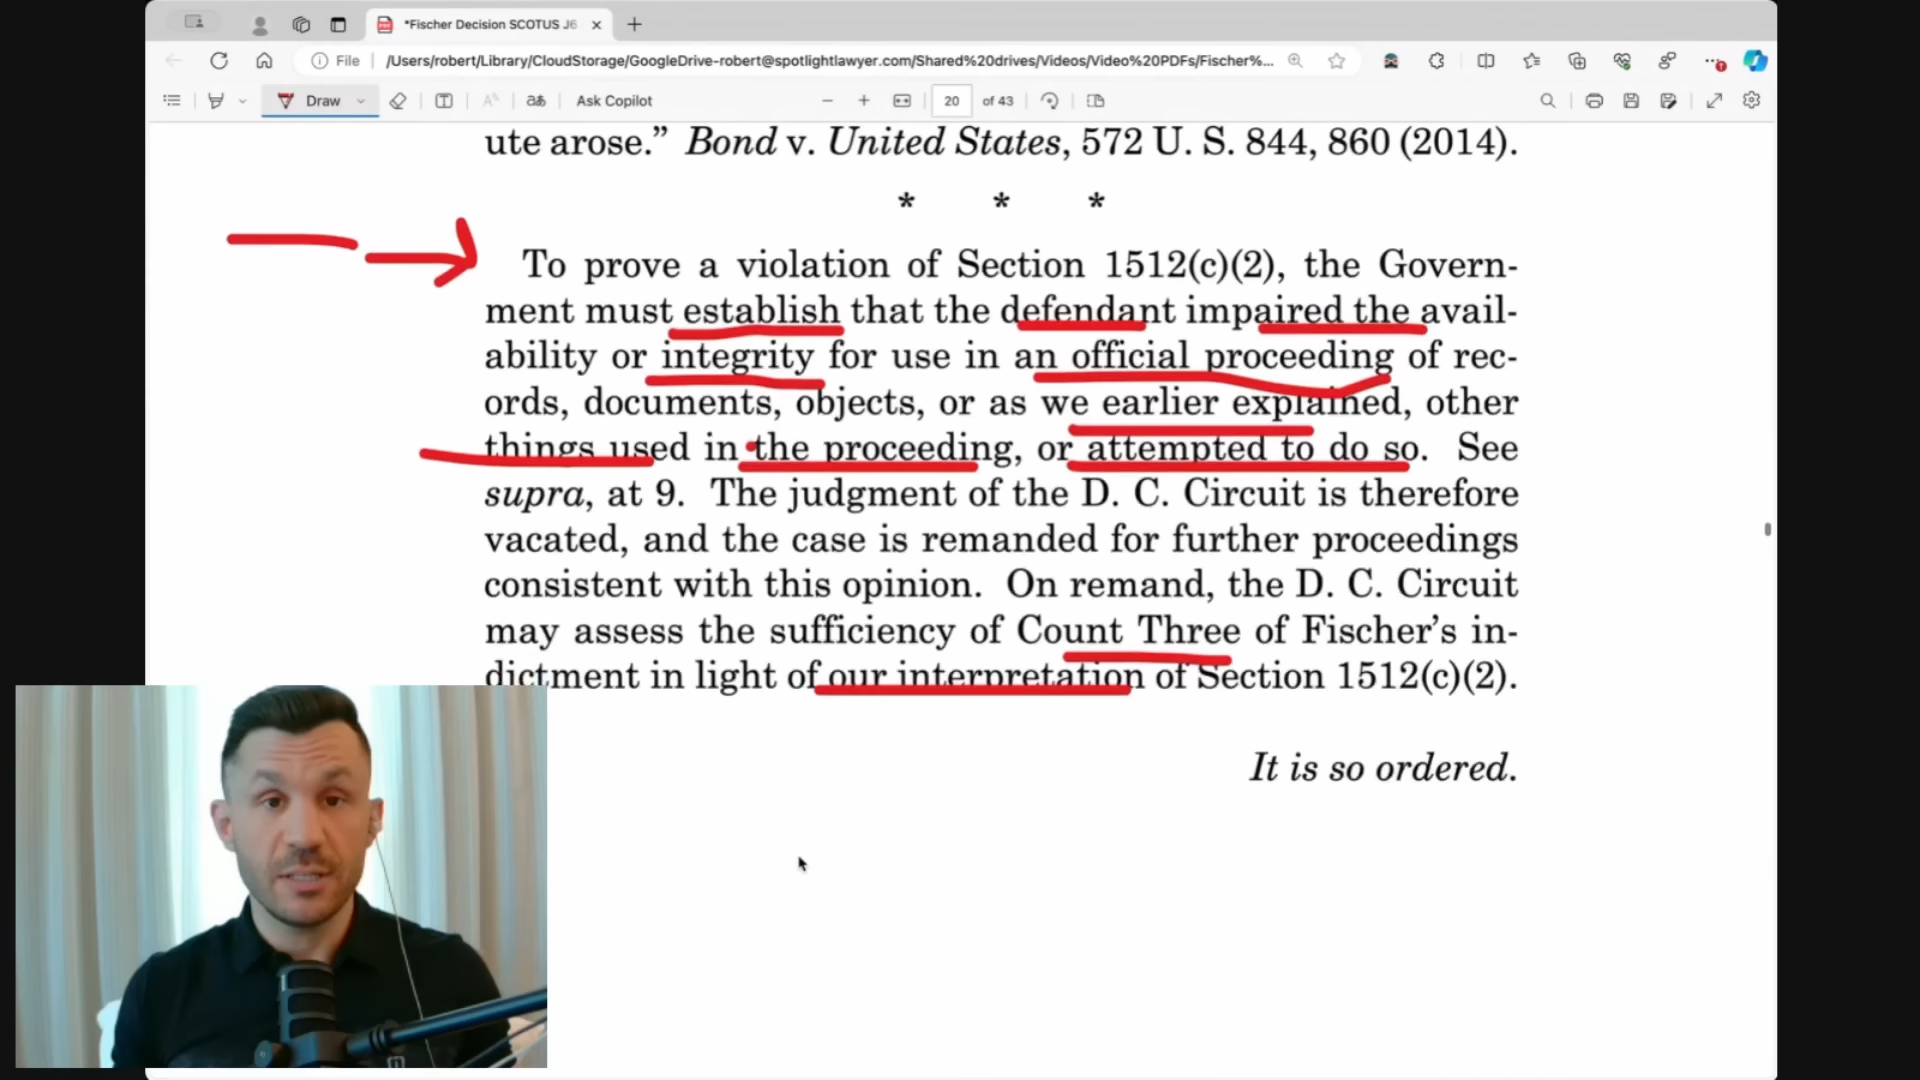 *Fischer Decision SCOTUS J6
File | /Users/robert/Library/CloudStorage/GoogleDrive-robert@spotlightlawyer.com/Shared%20drives/Videos/Video%20PDFs/Fischer%...
Draw Ask Copilot 20 of 43
ute arose.” Bond v. United States, 572 U. S. 844, 860 (2014).
* * *
To prove a violation of Section 1512(c)(2), the Govern-
ment must establish that the defendant impaired the avail-
ability or integrity for use in an official proceeding of rec-
ords, documents, objects, or as we earlier explained, other
things used in the proceeding, or attempted to do so. See
supra, at 9. The judgment of the D. C. Circuit is therefore
vacated, and the case is remanded for further proceedings
consistent with this opinion. On remand, the D. C. Circuit
may assess the sufficiency of Count Three of Fischer’s in-
dictment in light of our interpretation of Section 1512(c)(2).
It is so ordered.